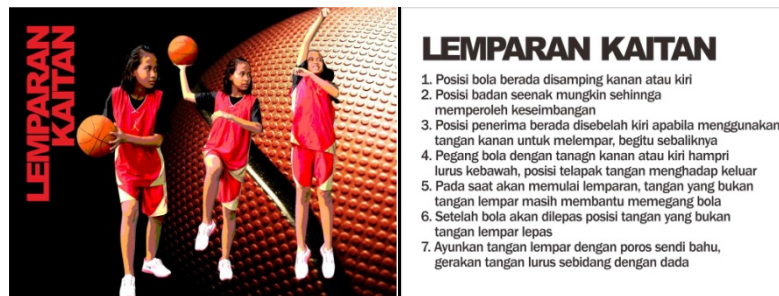 LEMPARAN
KAITAN
LEMPARAN KAITAN
1. Posisi bola berada disamping kanan atau kiri
2. Posisi badan seenak mungkin sehinnga
memperoleh keseimbangan
3. Posisi penerima berada disebelah kiri apabila menggunakan
tangan kanan untuk melempar, begitu sebaliknya
4. Pegang bola dengan tanagn kanan atau kiri hampri
lurus kebawah, posisi telapak tangan menghadap keluar
5. Pada saat akan memulai lemparan, tangan yang bukan
tangan lempar masih membantu memegang bola
6. Setelah bola akan dilepas posisi tangan yang bukan
tangan lempar lepas
7. Ayunkan tangan lempar dengan poros sendi bahu,
gerakan tangan lurus sebidang dengan dada